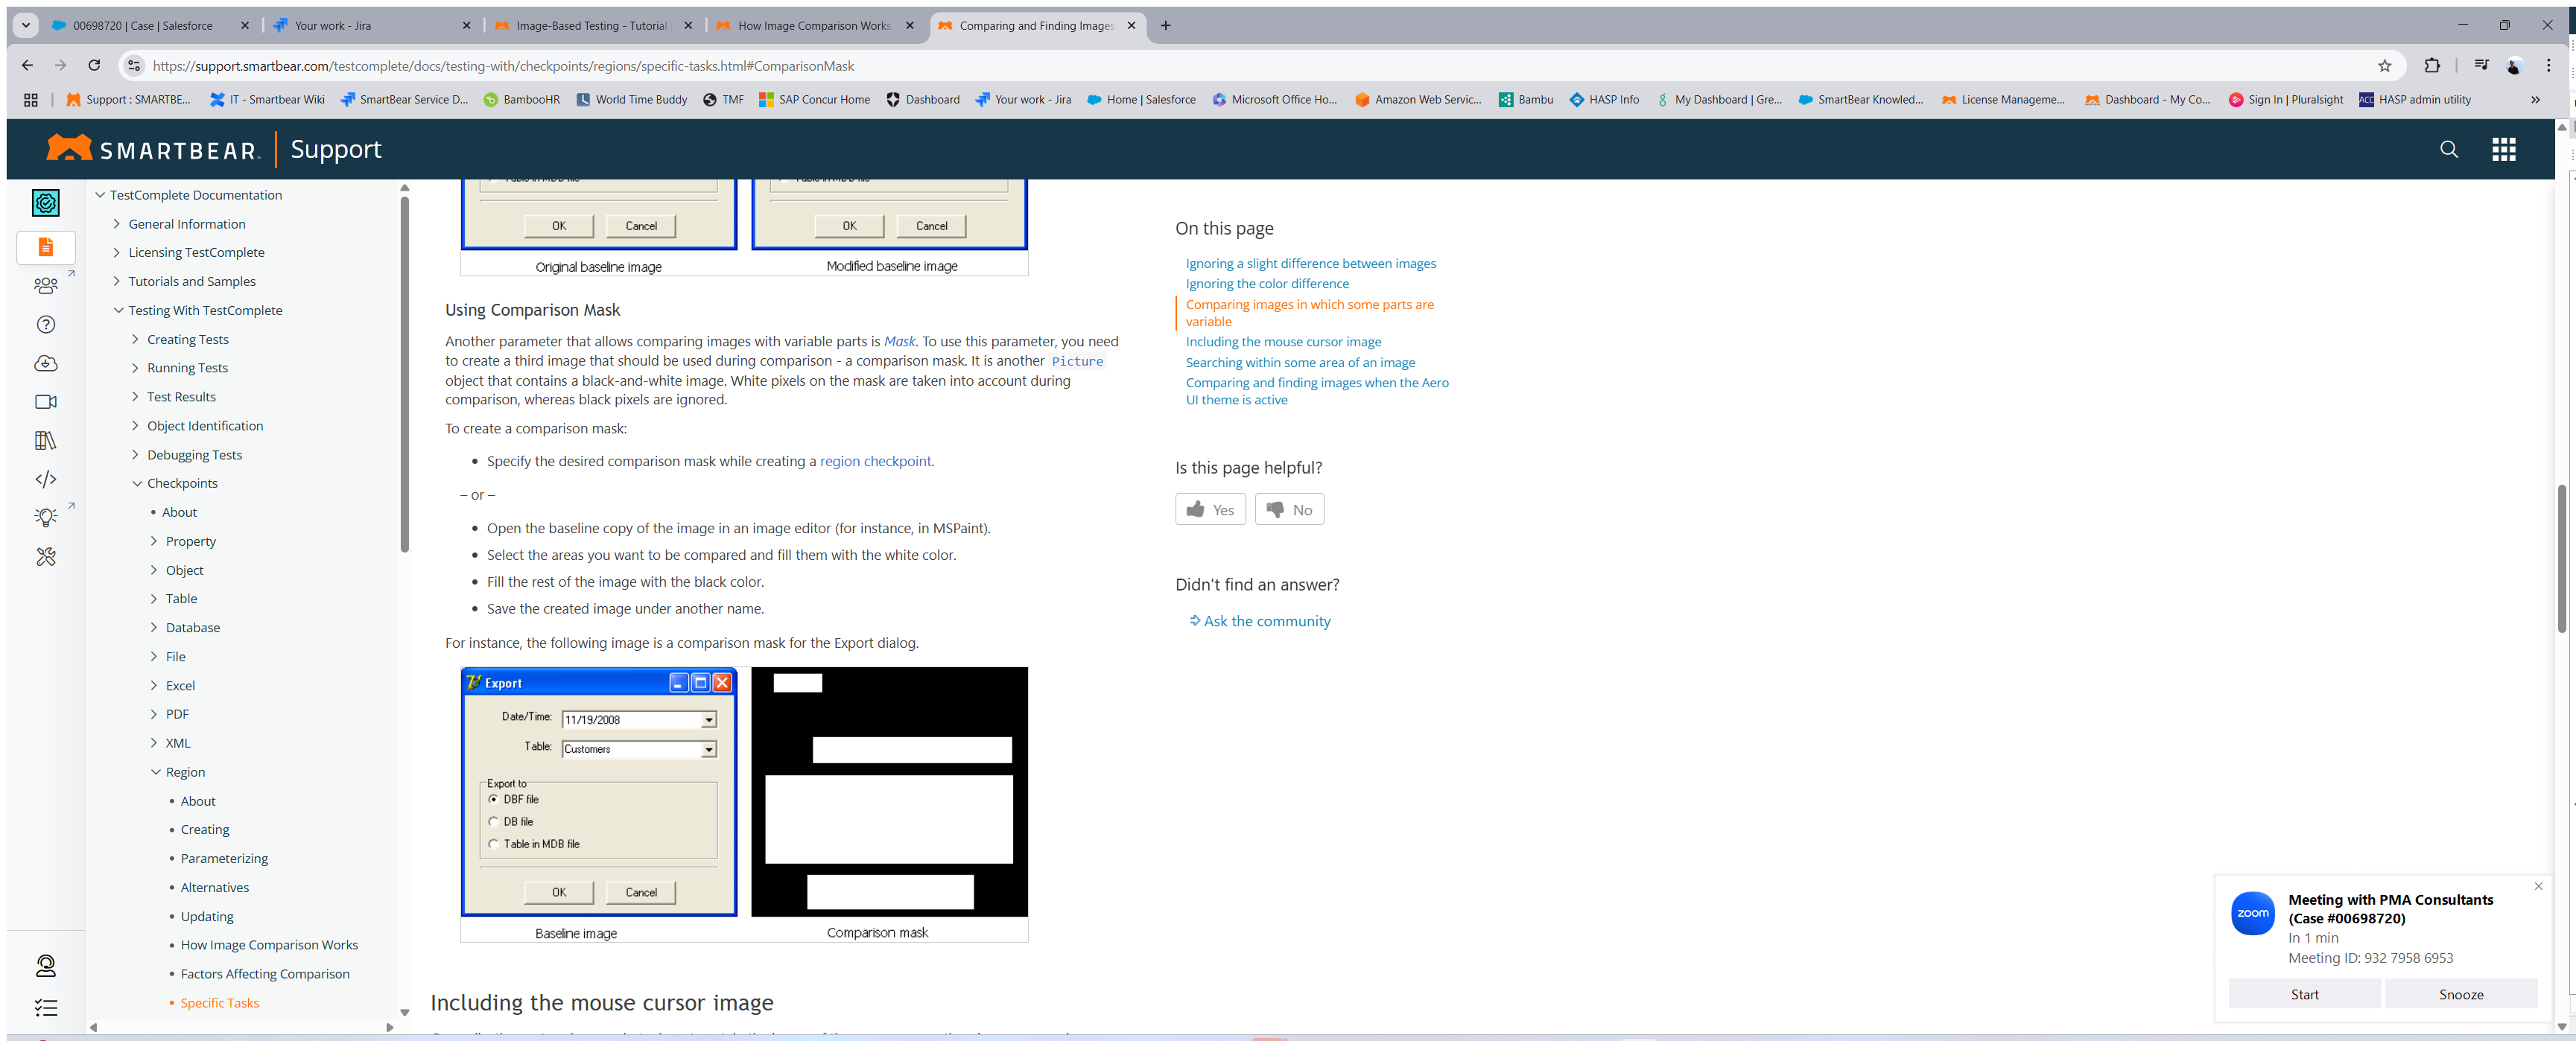 00698720 | Case | Salesforce
Your work - Jira
Image-Based Testing - Tutorial
How Image Comparison Works
Comparing and Finding Images
https://support.smartbear.com/testcomplete/docs/testing-with/checkpoints/regions/specific-tasks.html#ComparisonMask
Support : SMARTBE...
IT - Smartbear Wiki
SmartBear Service D...
BambooHR
World Time Buddy
TMF
SAP Concur Home
Dashboard
Your work - Jira
Home | Salesforce
Microsoft Office Ho...
Amazon Web Servic...
Bambu
HASP Info
My Dashboard | Gre...
SmartBear Knowled...
License Manageme...
Dashboard - My Co...
Sign In | Pluralsight
ACC
HASP admin utility
SMARTBEAR
Support
TestComplete Documentation
General Information
Licensing TestComplete
Tutorials and Samples
Testing With TestComplete
Creating Tests
Running Tests
Test Results
Object Identification
Debugging Tests
Checkpoints
About
Property
Object
Table
Database
File
Excel
PDF
XML
Region
About
Creating
Parameterizing
Alternatives
Updating
How Image Comparison Works
Factors Affecting Comparison
Specific Tasks
OK
Cancel
OK
Cancel
Original baseline image
Modified baseline image
Using Comparison Mask
Another parameter that allows comparing images with variable parts is Mask. To use this parameter, you need
to create a third image that should be used during comparison - a comparison mask. It is another Picture
object that contains a black-and-white image. White pixels on the mask are taken into account during
comparison, whereas black pixels are ignored.
To create a comparison mask:
• Specify the desired comparison mask while creating a region checkpoint.
– or –
• Open the baseline copy of the image in an image editor (for instance, in MSPaint).
• Select the areas you want to be compared and fill them with the white color.
• Fill the rest of the image with the black color.
• Save the created image under another name.
For instance, the following image is a comparison mask for the Export dialog.
Export
Date/Time:
11/19/2008
Table:
Customers
Export to
DBF file
DB file
Table in MDB file
OK
Cancel
Baseline image
Comparison mask
Including the mouse cursor image
On this page
Ignoring a slight difference between images
Ignoring the color difference
Comparing images in which some parts are
variable
Including the mouse cursor image
Searching within some area of an image
Comparing and finding images when the Aero
UI theme is active
Is this page helpful?
Yes
No
Didn't find an answer?
Ask the community
zoom
Meeting with PMA Consultants
(Case #00698720)
In 1 min
Meeting ID: 932 7958 6953
Start
Snooze